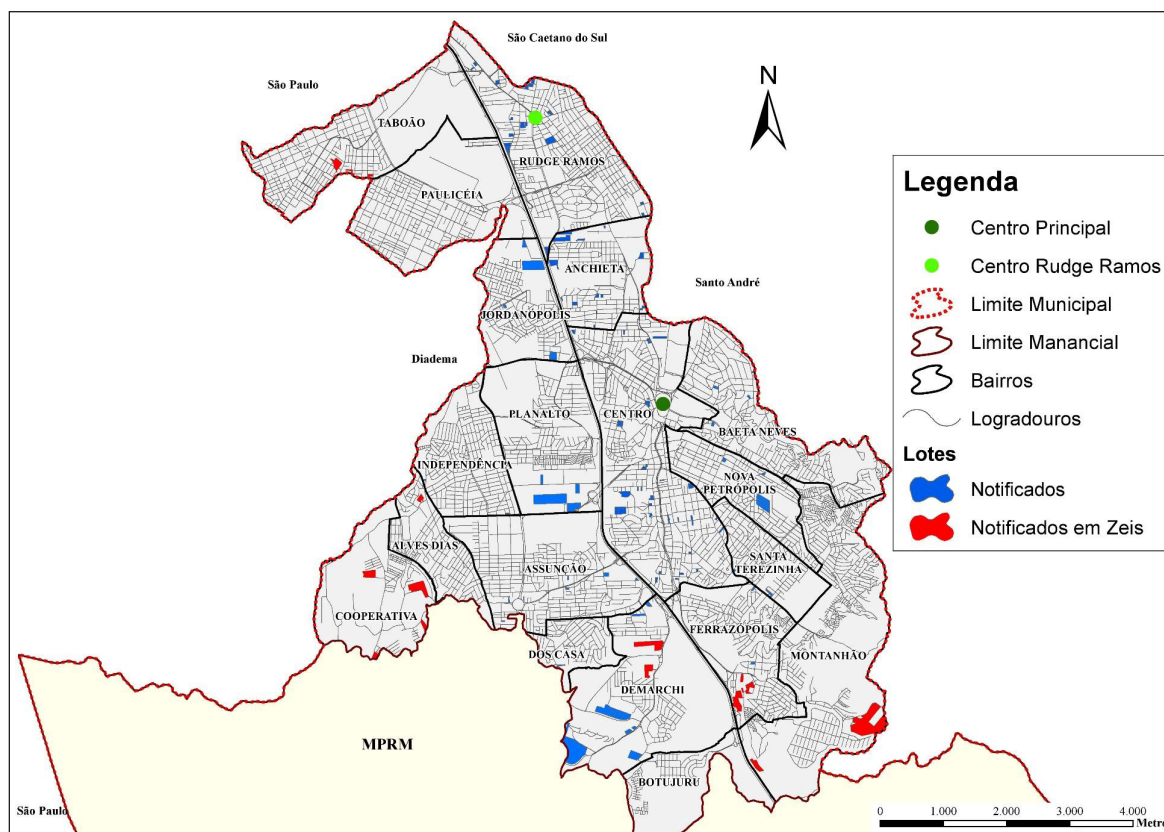 São Caetano do Sul
São Paulo
N
TABOÃO
RUDGE RAMOS
PAULICÉIA
ANCHIETA
Santo André
JORDANÓPOLIS
Diadema
PLANALTO
CENTRO
BAETA NEVES
INDEPENDÊNCIA
NOVA
PETRÓPOLIS
ALVES DIAS
ASSUNÇÃO
SANTA
TEREZINHA
COOPERATIVA
FERRAZÓPOLIS
DOS CASA
MONTANHÃO
DEMARCHI
MPRM
BOTUJURU
São Paulo
Legenda
Centro Principal
Centro Rudge Ramos
Limite Municipal
Limite Manancial
Bairros
Logradouros
Lotes
Notificados
Notificados em Zeis
0 1.000 2.000 3.000 4.000
Metro